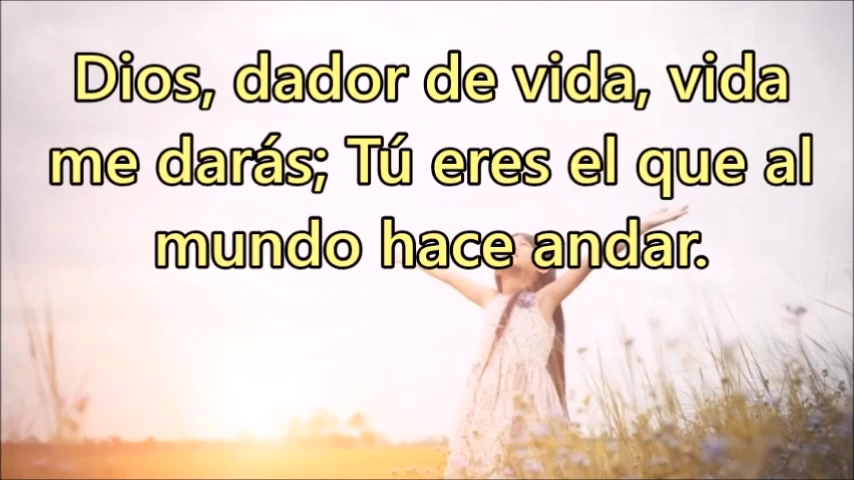 Dios, dador de vida, vida
me darás; Tú eres el que al
mundo hace andar.